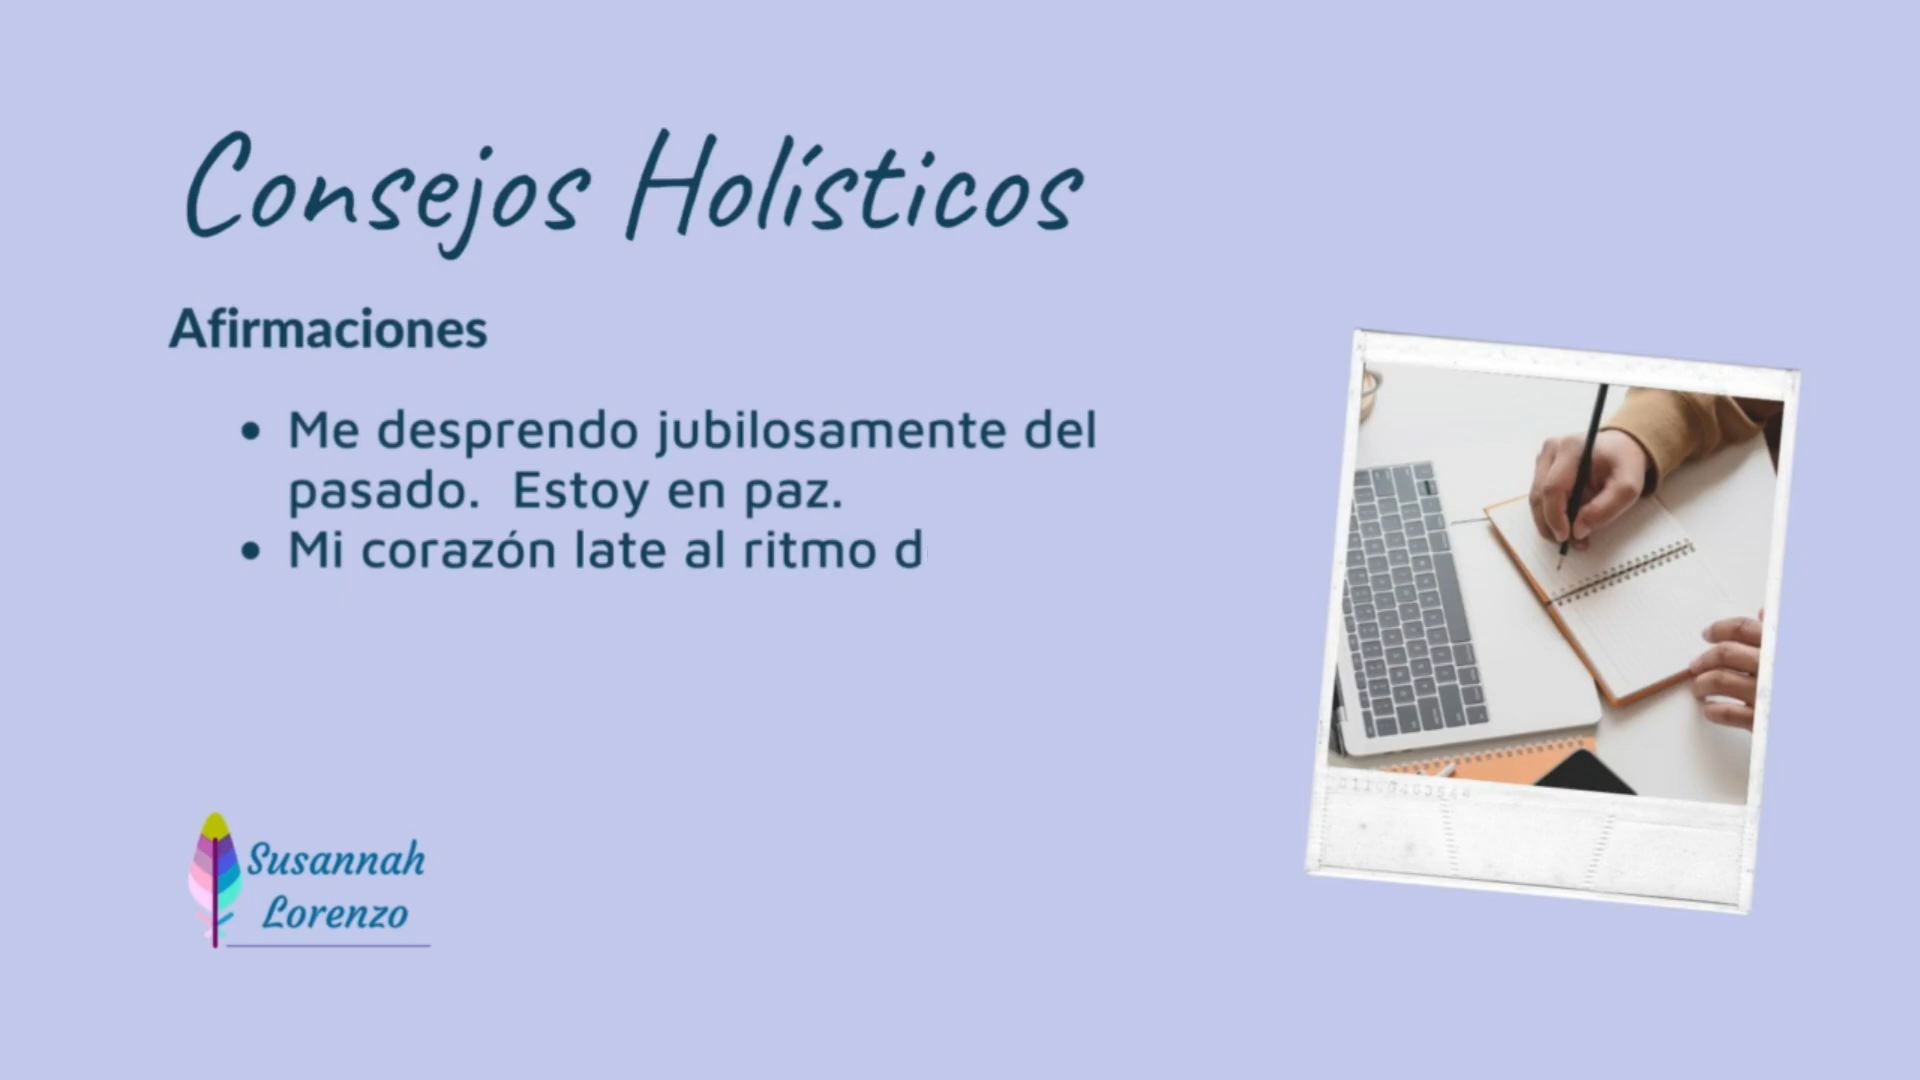 Consejos Holísticos
Afirmaciones
• Me desprendo jubilosamente del
pasado.  Estoy en paz.
• Mi corazón late al ritmo d
Susannah
Lorenzo